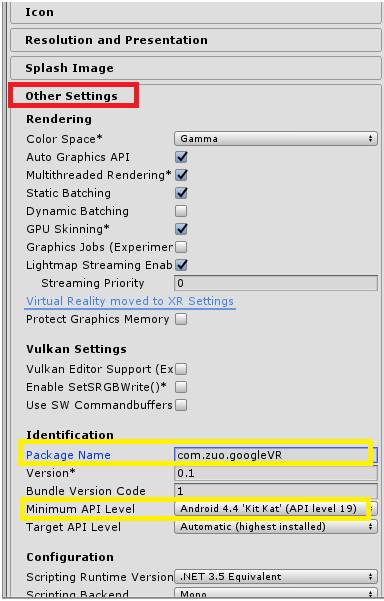 Icon
Resolution and Presentation
Splash Image
Other Settings
Rendering
Color Space* Gamma
Auto Graphics API
Multithreaded Rendering*
Static Batching
Dynamic Batching
GPU Skinning*
Graphics Jobs (Experimer
Lightmap Streaming Enab
Streaming Priority 0
Virtual Reality moved to XR Settings
Protect Graphics Memory
Vulkan Settings
Vulkan Editor Support (Ex
Enable SetSRGBWrite()*
Use SW Commandbuffers
Identification
Package Name com.zuo.googleVR
Version* 0.1
Bundle Version Code 1
Minimum API Level Android 4.4 'Kit Kat' (API level 19)
Target API Level Automatic (highest installed)
Configuration
Scripting Runtime Version .NET 3.5 Equivalent
Scripting Backend Mono